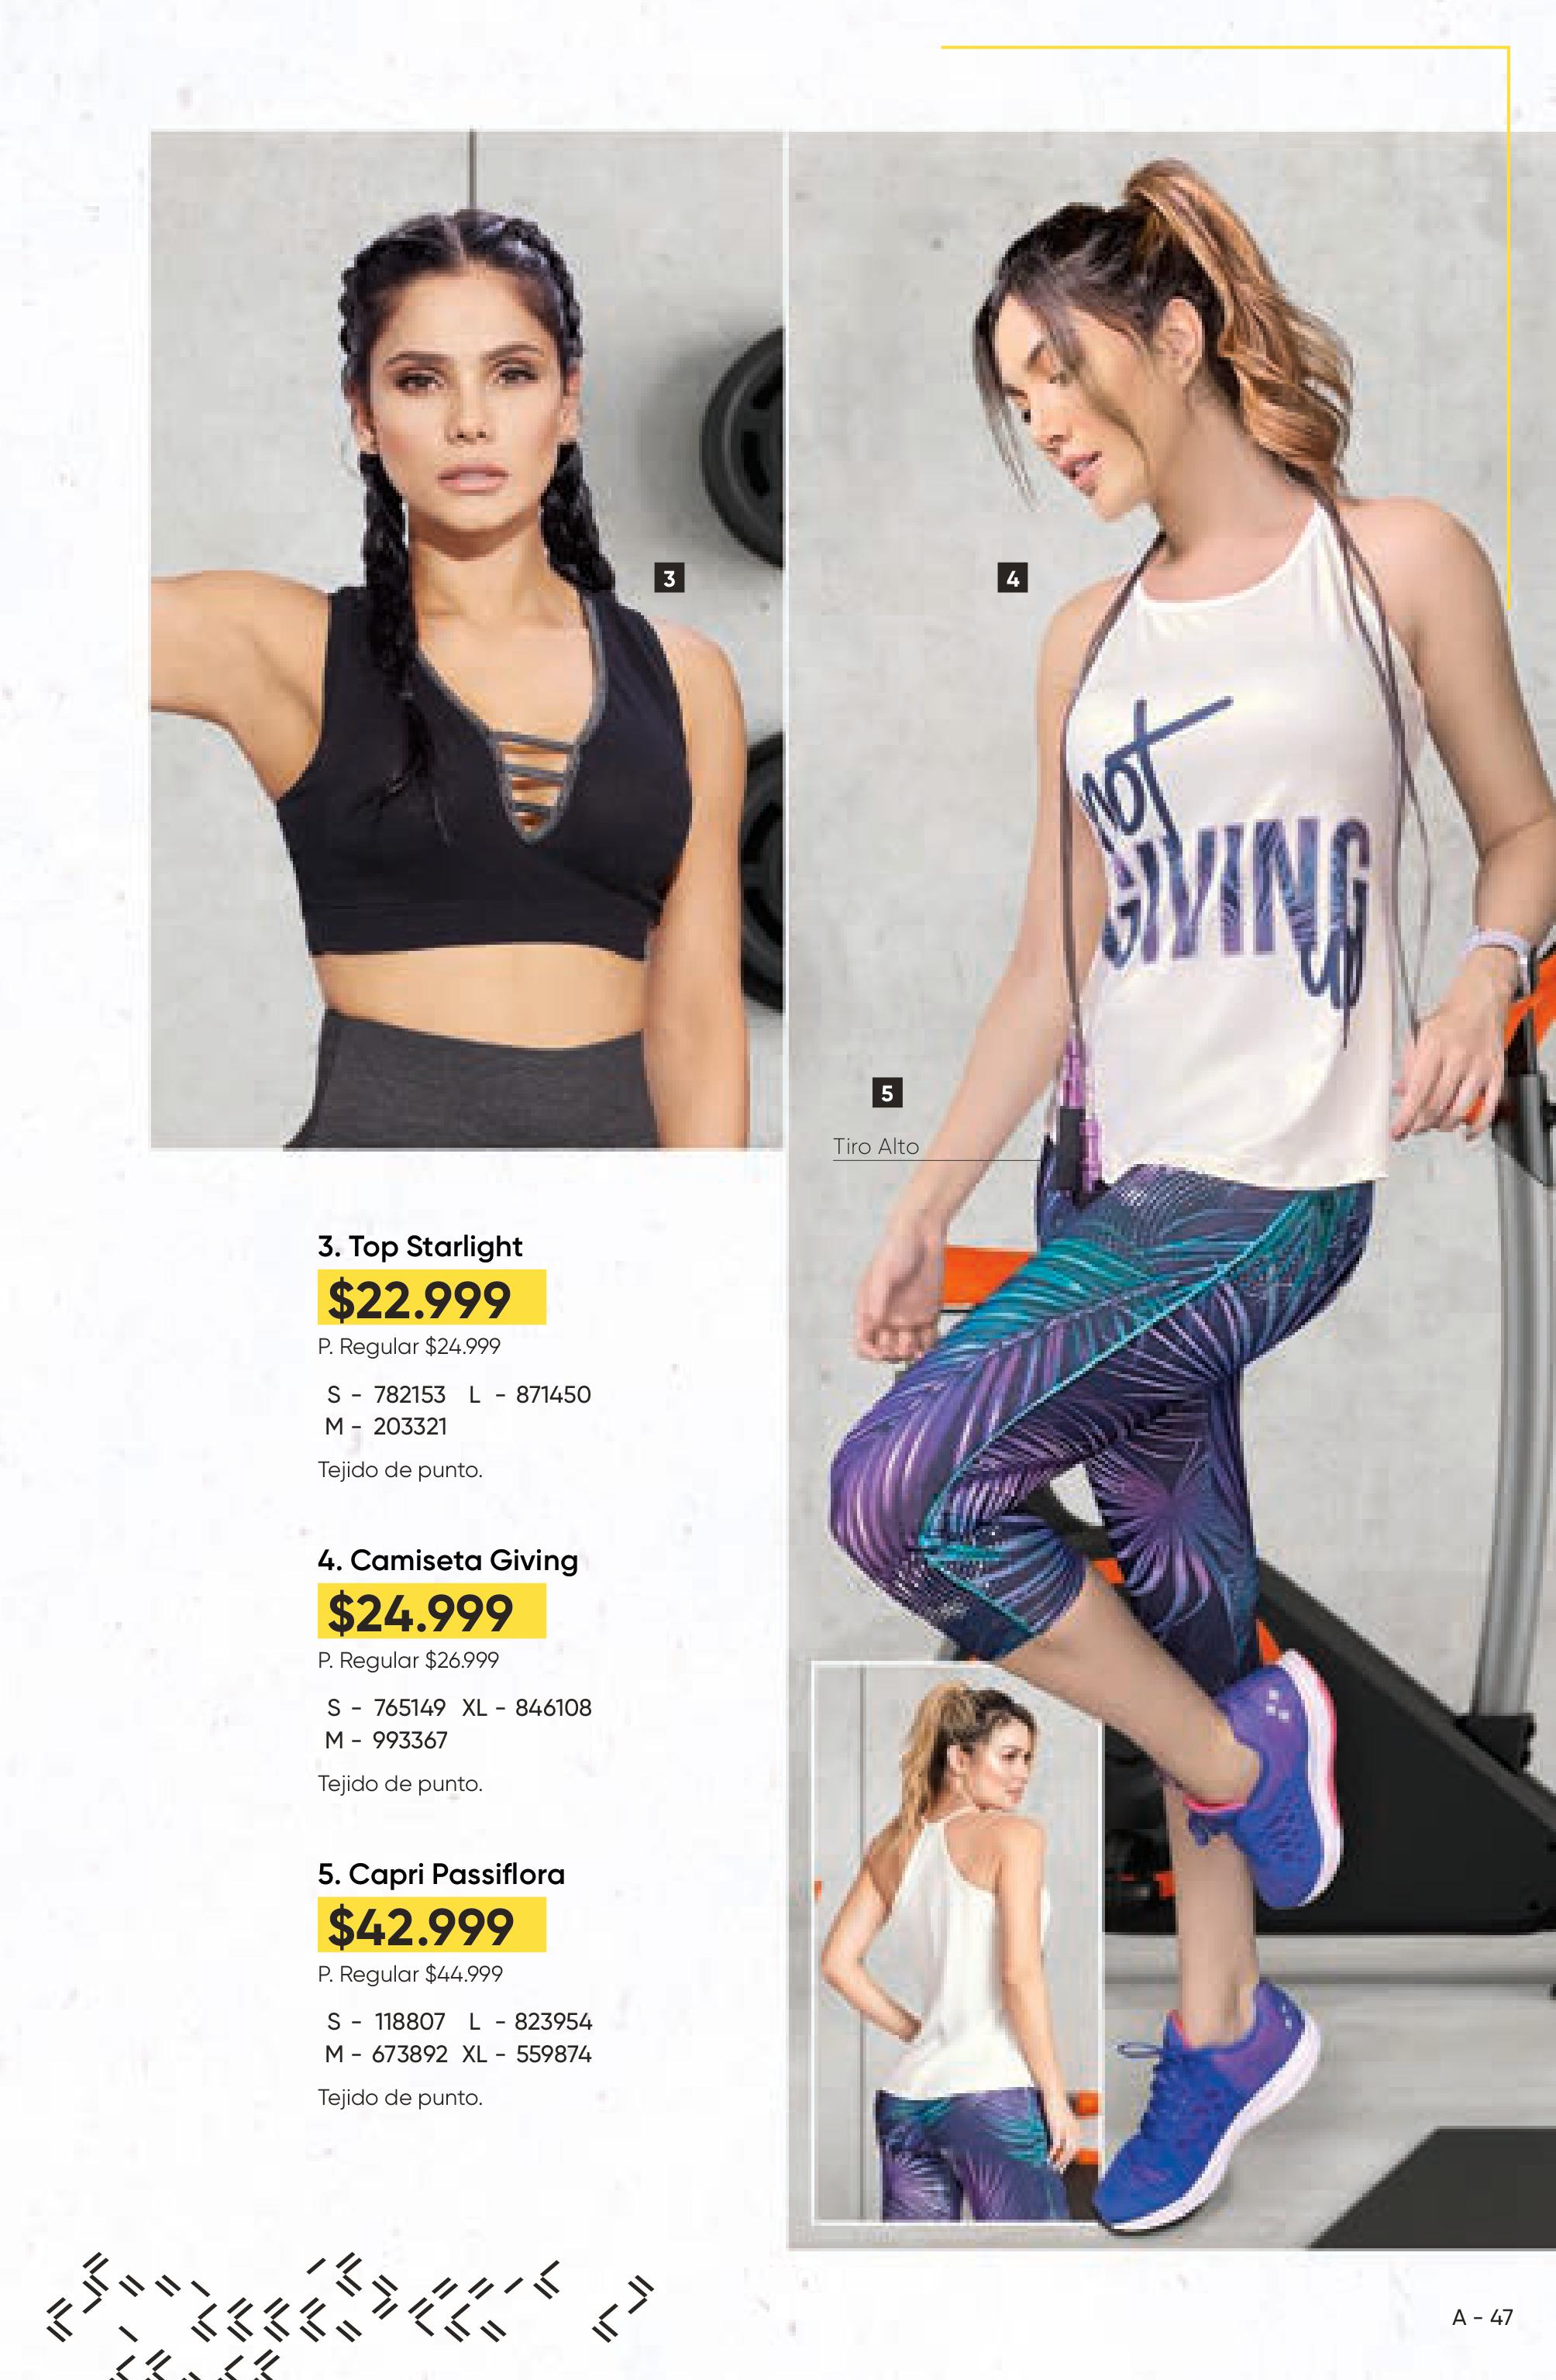 3
4
not
GIVING
up
5
Tiro Alto
3. Top Starlight
$22.999
P. Regular $24.999
S - 782153 L - 871450
M - 203321
Tejido de punto.
4. Camiseta Giving
$24.999
P. Regular $26.999
S - 765149 XL - 846108
M - 993367
Tejido de punto.
5. Capri Passiflora
$42.999
P. Regular $44.999
S - 118807 L - 823954
M - 673892 XL - 559874
Tejido de punto.
A - 47